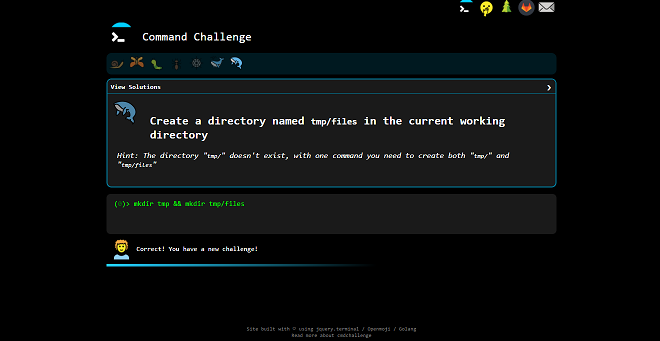 Command Challenge
View Solutions
Create a directory named tmp/files in the current working
directory
Hint: The directory "tmp/" doesn't exist, with one command you need to create both "tmp/" and
"tmp/files"
> mkdir tmp && mkdir tmp/files
Correct! You have a new challenge!
Site built with © using jquery.terminal / Openmoji / Golang
Read more about cmdchallenge